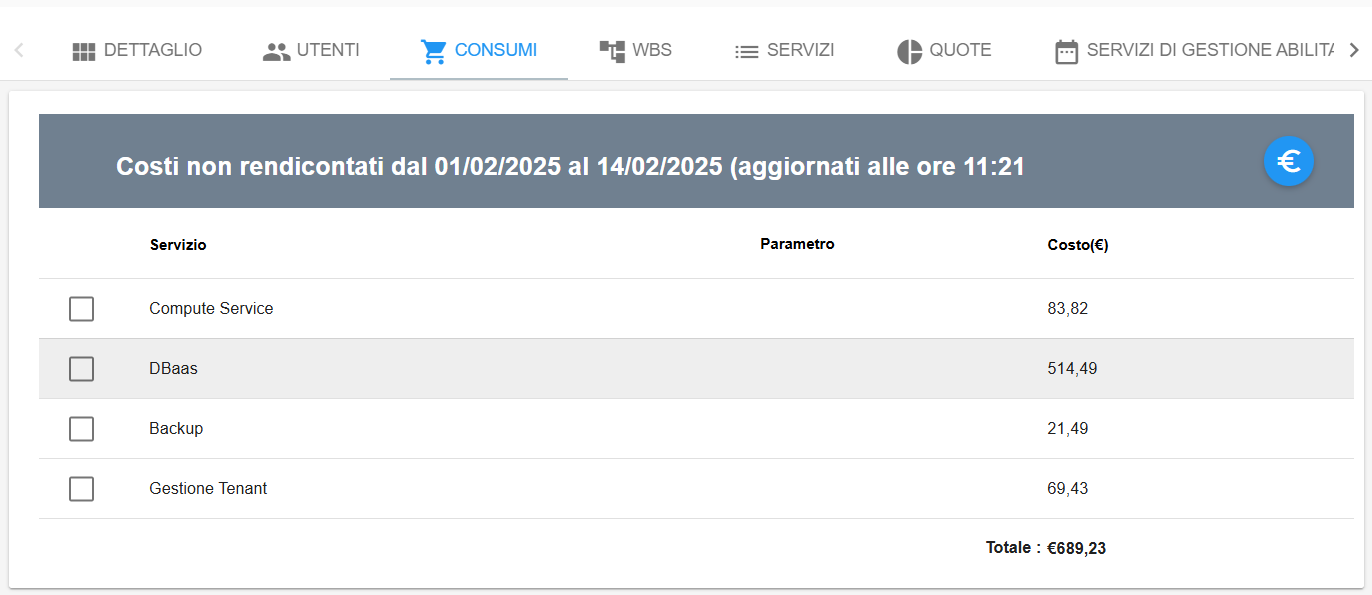 DETTAGLIO UTENTI CONSUMI WBS SERVIZI QUOTE SERVIZI DI GESTIONE ABILITA
Costi non rendicontati dal 01/02/2025 al 14/02/2025 (aggiornati alle ore 11:21 €
Servizio Parametro Costo(€)
Compute Service 83,82
DBaas 514,49
Backup 21,49
Gestione Tenant 69,43
Totale : €689,23